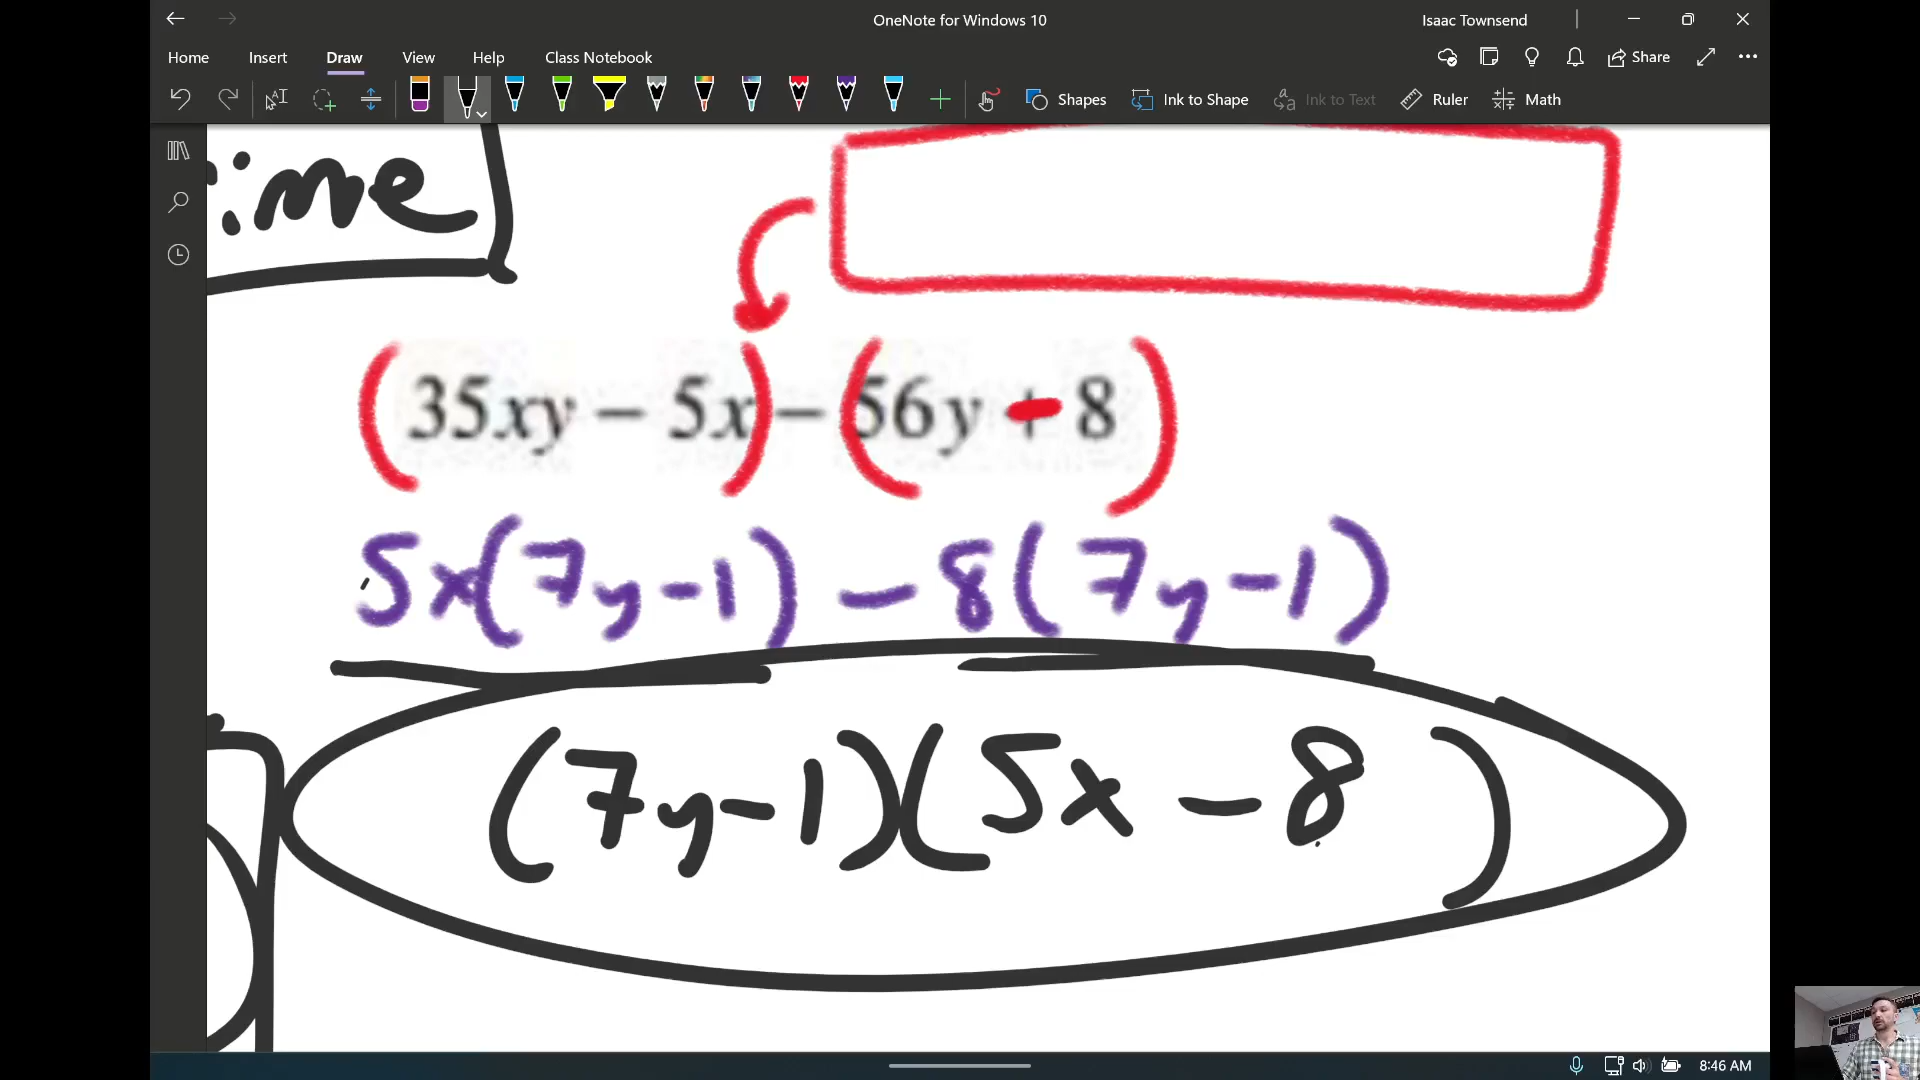 OneNote for Windows 10
Isaac Townsend
Home Insert Draw View Help Class Notebook
Share
Shapes Ink to Shape Ink to Text Ruler Math
(35xy - 5x) - (56y - 8)
5x(7y-1) - 8(7y-1)
(7y-1)(5x - 8)
8:46 AM